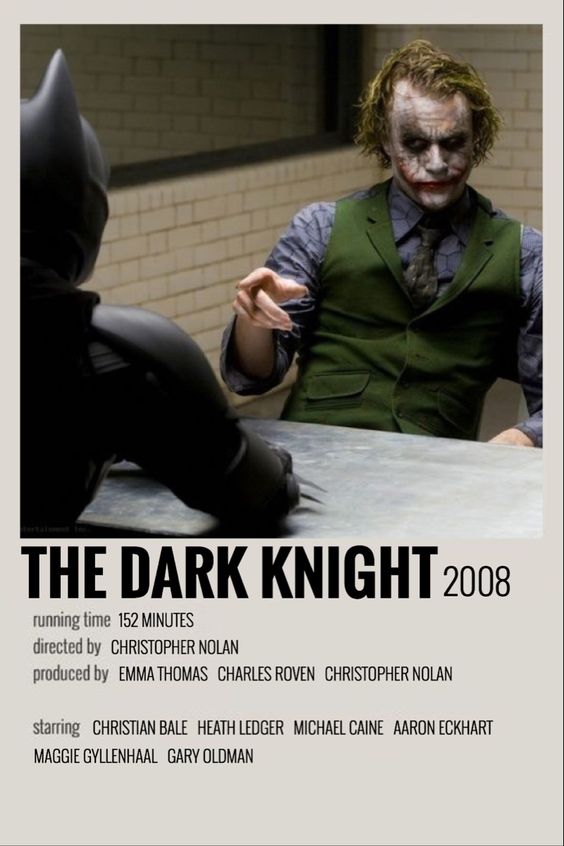 THE DARK KNIGHT 2008
running time 152 MINUTES
directed by CHRISTOPHER NOLAN
produced by EMMA THOMAS CHARLES ROVEN CHRISTOPHER NOLAN
starring CHRISTIAN BALE HEATH LEDGER MICHAEL CAINE AARON ECKHART
MAGGIE GYLLENHAAL GARY OLDMAN